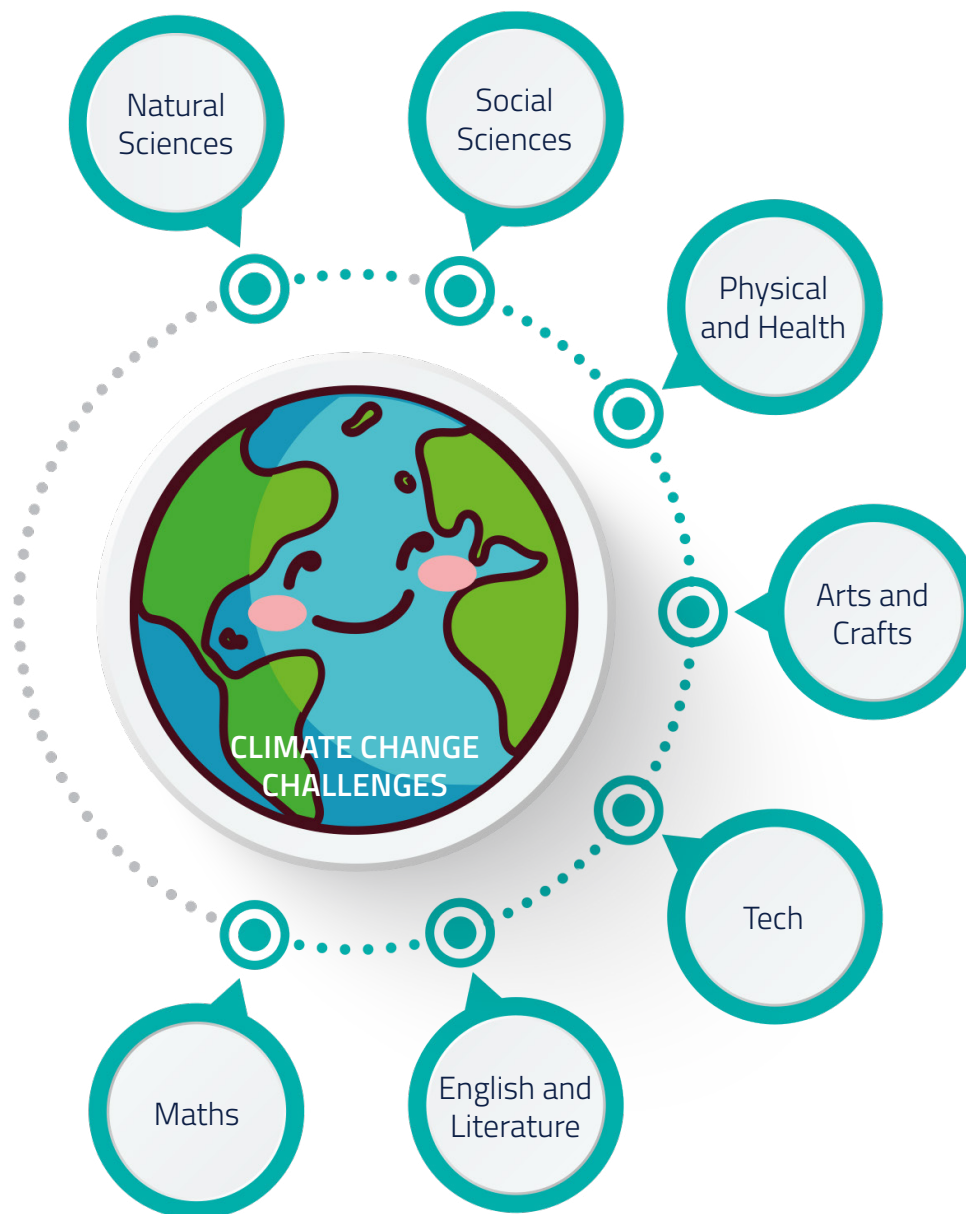 Natural
Sciences
Social
Sciences
Physical
and Health
Arts and
Crafts
Tech
English and
Literature
Maths
CLIMATE CHANGE
CHALLENGES